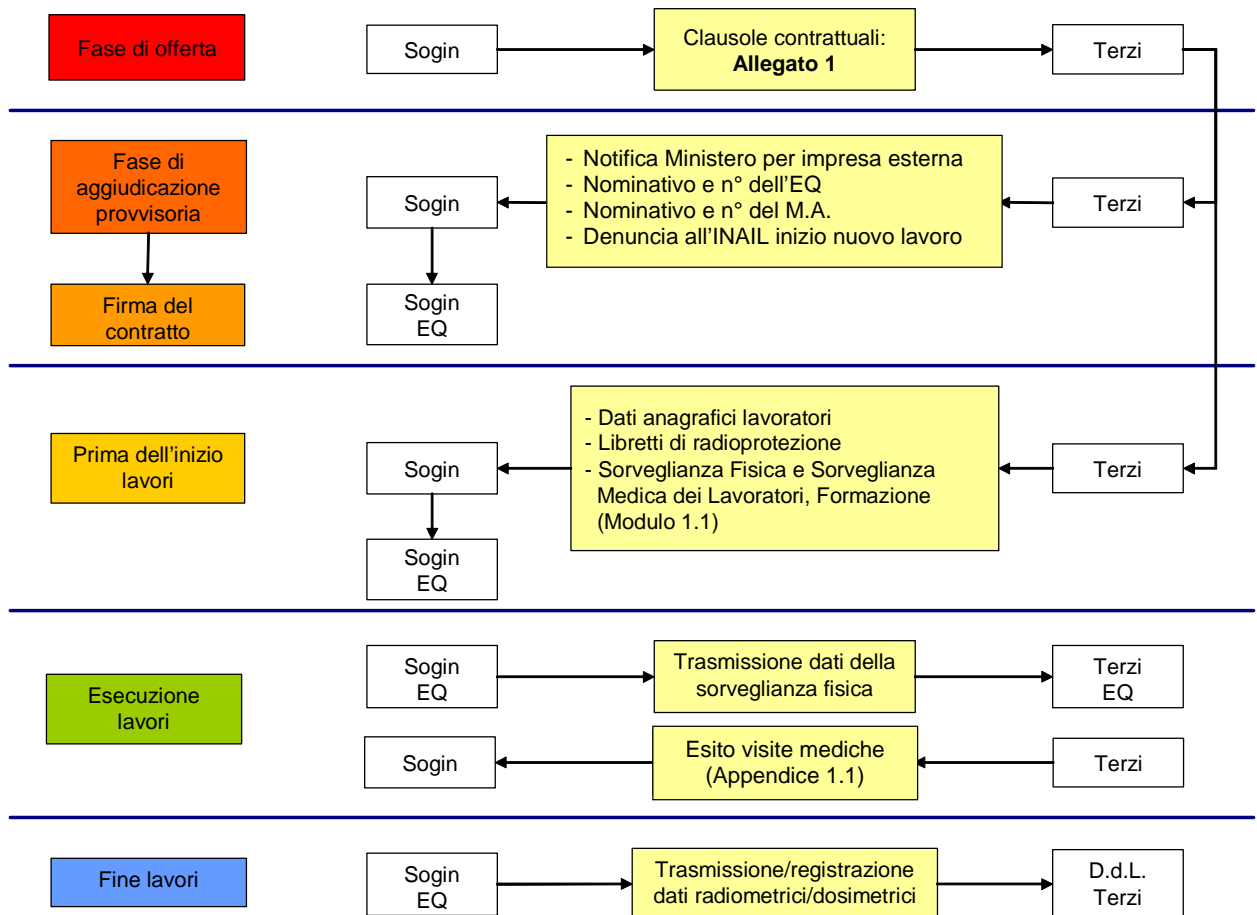 Fase di offerta
Sogin
Clausole contrattuali:
Allegato 1
Terzi
Fase di
aggiudicazione
provvisoria
Sogin
- Notifica Ministero per impresa esterna
- Nominativo e n° dell'EQ
- Nominativo e n° del M.A.
- Denuncia all'INAIL inizio nuovo lavoro
Terzi
Firma del
contratto
Sogin
EQ
Prima dell'inizio
lavori
Sogin
- Dati anagrafici lavoratori
- Libretti di radioprotezione
- Sorveglianza Fisica e Sorveglianza
Medica dei Lavoratori, Formazione
(Modulo 1.1)
Terzi
Sogin
EQ
Esecuzione
lavori
Sogin
EQ
Trasmissione dati della
sorveglianza fisica
Terzi
EQ
Sogin
Esito visite mediche
(Appendice 1.1)
Terzi
Fine lavori
Sogin
EQ
Trasmissione/registrazione
dati radiometrici/dosimetrici
D.d.L.
Terzi